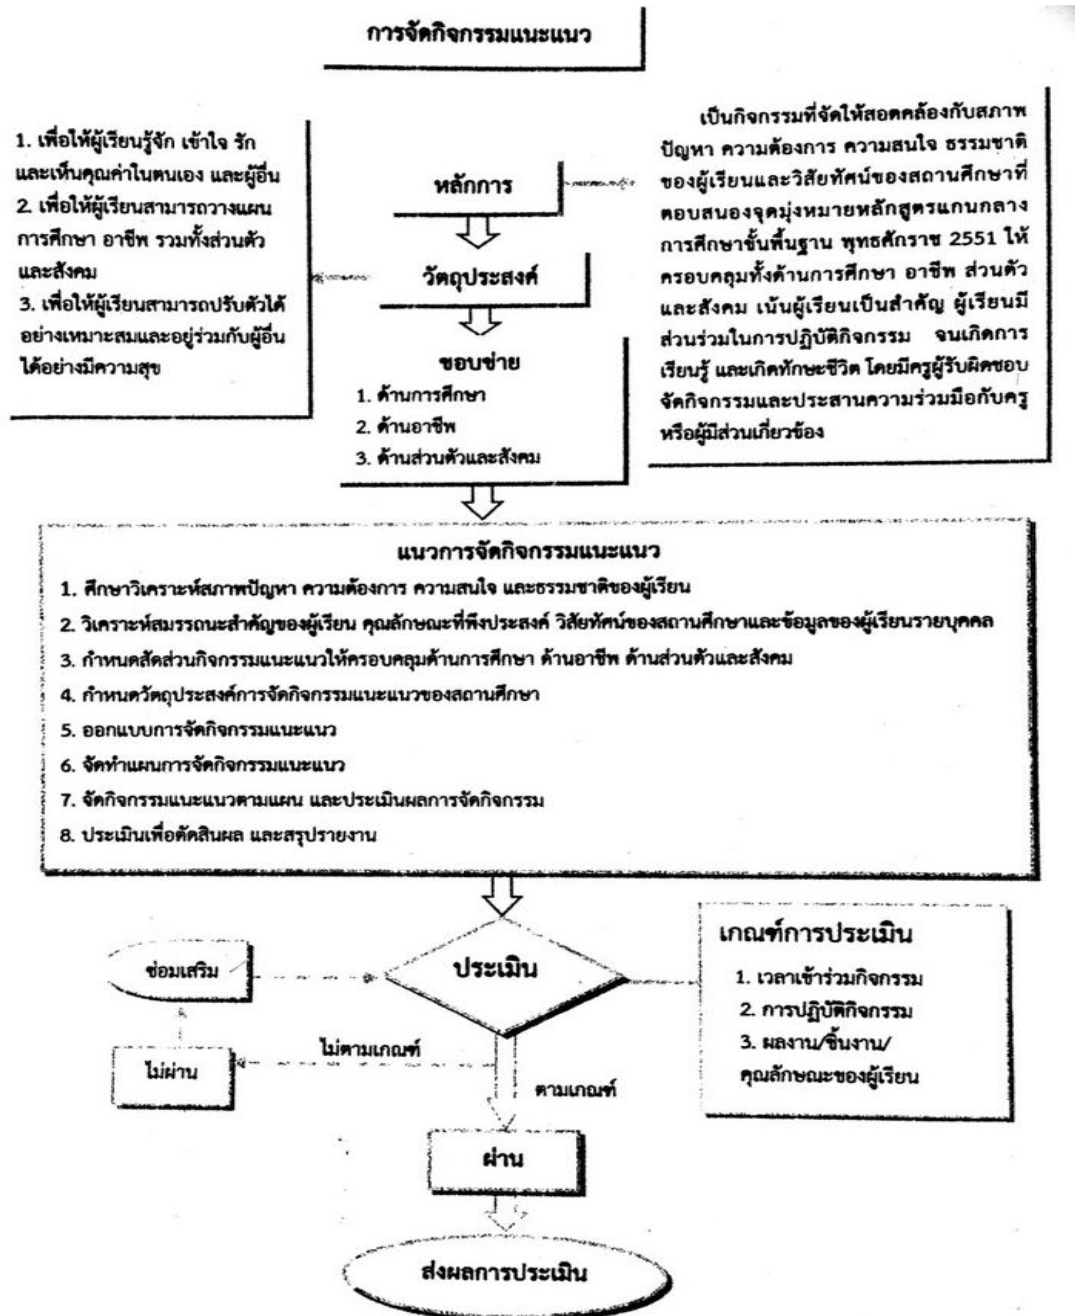 การจัดกิจกรรมแนะแนว
1. เพื่อให้ผู้เรียนรู้จัก เข้าใจ รัก
และเห็นคุณค่าในตนเอง และผู้อื่น
2. เพื่อให้ผู้เรียนสามารถวางแผน
การศึกษา อาชีพ รวมทั้งส่วนตัว
และสังคม
3. เพื่อให้ผู้เรียนสามารถปรับตัวได้
อย่างเหมาะสมและอยู่ร่วมกับผู้อื่น
ได้อย่างมีความสุข
หลักการ
วัตถุประสงค์
ขอบข่าย
1. ด้านการศึกษา
2. ด้านอาชีพ
3. ด้านส่วนตัวและสังคม
เป็นกิจกรรมที่จัดให้สอดคล้องกับสภาพ
ปัญหา ความต้องการ ความสนใจ ธรรมชาติ
ของผู้เรียนและวิสัยทัศน์ของสถานศึกษาที่
ตอบสนองจุดมุ่งหมายหลักสูตรแกนกลาง
การศึกษาขั้นพื้นฐาน พุทธศักราช 2551 ให้
ครอบคลุมทั้งด้านการศึกษา อาชีพ ส่วนตัว
และสังคม เน้นผู้เรียนเป็นสำคัญ ผู้เรียนมี
ส่วนร่วมในการปฏิบัติกิจกรรม จนเกิดการ
เรียนรู้ และเกิดทักษะชีวิต โดยมีครูผู้รับผิดชอบ
จัดกิจกรรมและประสานความร่วมมือกับครู
หรือผู้มีส่วนเกี่ยวข้อง
แนวการจัดกิจกรรมแนะแนว
1. ศึกษาวิเคราะห์สภาพปัญหา ความต้องการ ความสนใจ และธรรมชาติของผู้เรียน
2. วิเคราะห์สมรรถนะสำคัญของผู้เรียน คุณลักษณะที่พึงประสงค์ วิสัยทัศน์ของสถานศึกษาและข้อมูลของผู้เรียนรายบุคคล
3. กำหนดสัดส่วนกิจกรรมแนะแนวให้ครอบคลุมด้านการศึกษา ด้านอาชีพ ด้านส่วนตัวและสังคม
4. กำหนดวัตถุประสงค์การจัดกิจกรรมแนะแนวของสถานศึกษา
5. ออกแบบการจัดกิจกรรมแนะแนว
6. จัดทำแผนการจัดกิจกรรมแนะแนว
7. จัดกิจกรรมแนะแนวตามแผน และประเมินผลการจัดกิจกรรม
8. ประเมินเพื่อตัดสินผล และสรุปรายงาน
ซ่อมเสริม
ประเมิน
เกณฑ์การประเมิน
1. เวลาเข้าร่วมกิจกรรม
2. การปฏิบัติกิจกรรม
3. ผลงาน/ชิ้นงาน/
คุณลักษณะของผู้เรียน
ไม่ตามเกณฑ์
ไม่ผ่าน
ตามเกณฑ์
ผ่าน
ส่งผลการประเมิน